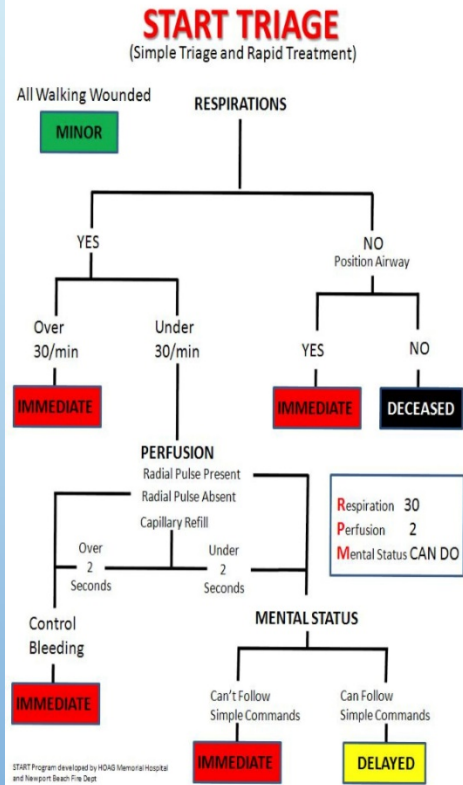 START TRIAGE
(Simple Triage and Rapid Treatment)
All Walking Wounded
MINOR
RESPIRATIONS
YES
NO
Position Airway
Over
30/min
Under
30/min
YES
NO
IMMEDIATE
IMMEDIATE
DECEASED
PERFUSION
Radial Pulse Present
Radial Pulse Absent
Capillary Refill
Over
2
Seconds
Under
2
Seconds
Respiration 30
Perfusion 2
Mental Status CAN DO
Control
Bleeding
IMMEDIATE
MENTAL STATUS
Can't Follow
Simple Commands
Can Follow
Simple Commands
IMMEDIATE
DELAYED
START Program developed by HOAG Memorial Hospital
and Newport Beach Fire Dept